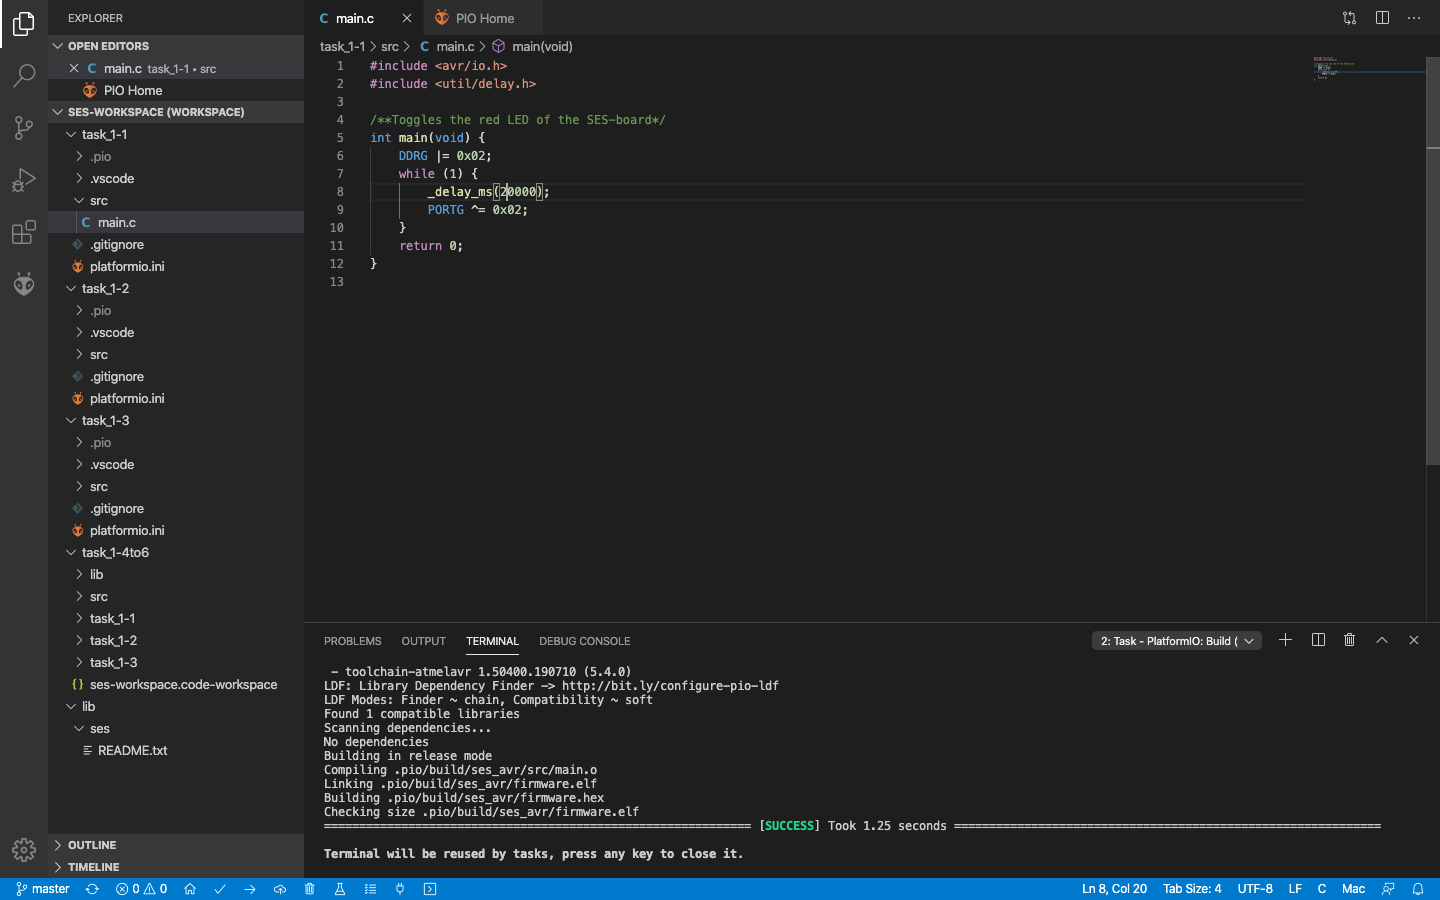 EXPLORER
OPEN EDITORS
main.c task_1-1 • src
PIO Home
SES-WORKSPACE (WORKSPACE)
task_1-1
.pio
.vscode
src
main.c
.gitignore
platformio.ini
task_1-2
.pio
.vscode
src
.gitignore
platformio.ini
task_1-3
.pio
.vscode
src
.gitignore
platformio.ini
task_1-4to6
lib
src
task_1-1
task_1-2
task_1-3
ses-workspace.code-workspace
lib
ses
README.txt
OUTLINE
TIMELINE
main.c
PIO Home
task_1-1 > src > C main.c > main(void)
1 #include <avr/io.h>
2 #include <util/delay.h>
3
4 /**Toggles the red LED of the SES-board*/
5 int main(void) {
6 DDRG |= 0x02;
7 while (1) {
8 _delay_ms(20000);
9 PORTG ^= 0x02;
10 }
11 return 0;
12 }
13
PROBLEMS OUTPUT TERMINAL DEBUG CONSOLE
2: Task - PlatformIO: Build (
- toolchain-atmelavr 1.50400.190710 (5.4.0)
LDF: Library Dependency Finder -> http://bit.ly/configure-pio-ldf
LDF Modes: Finder ~ chain, Compatibility ~ soft
Found 1 compatible libraries
Scanning dependencies...
No dependencies
Building in release mode
Compiling .pio/build/ses_avr/src/main.o
Linking .pio/build/ses_avr/firmware.elf
Building .pio/build/ses_avr/firmware.hex
Checking size .pio/build/ses_avr/firmware.elf
[SUCCESS] Took 1.25 seconds
Terminal will be reused by tasks, press any key to close it.
master 0 0 Ln 8, Col 20 Tab Size: 4 UTF-8 LF C Mac